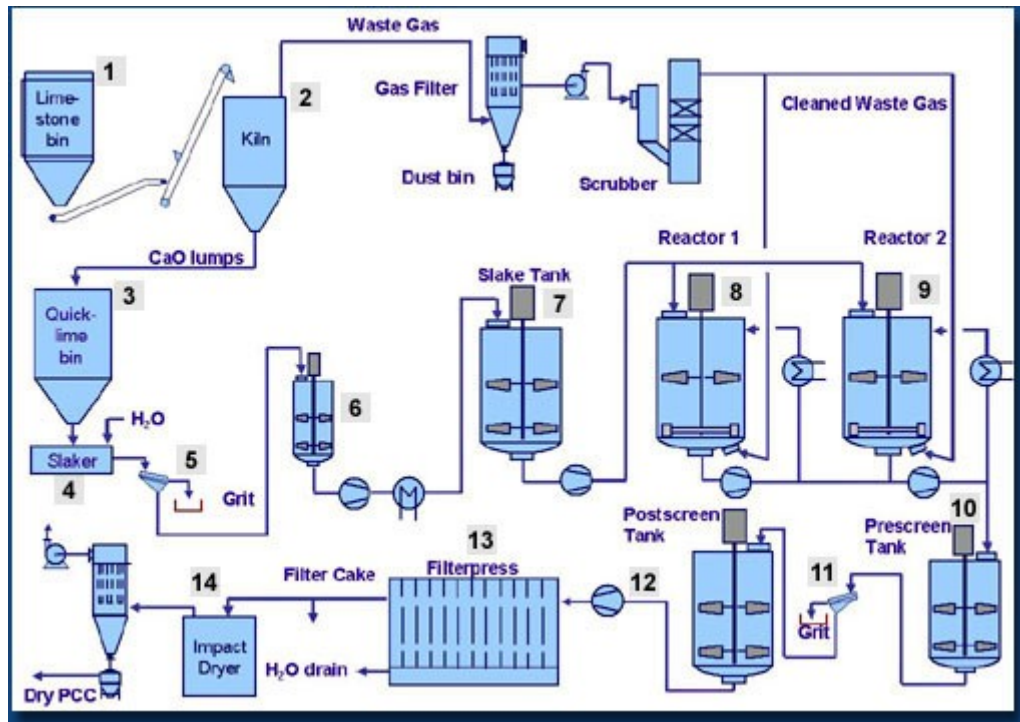 Waste Gas
1
Lime-
stone
bin
2
Kiln
Gas Filter
Cleaned Waste Gas
Dust bin
Scrubber
CaO lumps
Reactor 1
Reactor 2
3
Quick-
lime
bin
Slake Tank
7
8
9
6
H₂O
Slaker
4
5
Grit
10
Postscreen
Tank
Prescreen
Tank
11
Grit
12
13
Filterpress
Filter Cake
14
Impact
Dryer
H₂O drain
Dry PCC